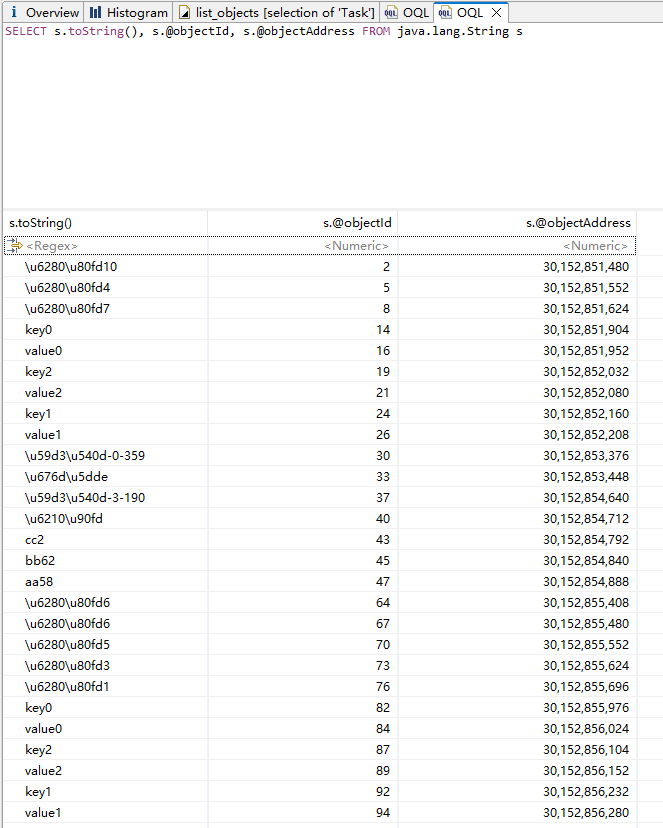 i Overview Histogram list_objects [selection of 'Task'] OQL OQL
SELECT s.toString(), s.@objectId, s.@objectAddress FROM java.lang.String s
s.toString() s.@objectId s.@objectAddress
<Regex> <Numeric> <Numeric>
\u6280\u80fd10 2 30,152,851,480
\u6280\u80fd4 5 30,152,851,552
\u6280\u80fd7 8 30,152,851,624
key0 14 30,152,851,904
value0 16 30,152,851,952
key2 19 30,152,852,032
value2 21 30,152,852,080
key1 24 30,152,852,160
value1 26 30,152,852,208
\u59d3\u540d-0-359 30 30,152,853,376
\u676d\u5dde 33 30,152,853,448
\u59d3\u540d-3-190 37 30,152,854,640
\u6210\u90fd 40 30,152,854,712
cc2 43 30,152,854,792
bb62 45 30,152,854,840
aa58 47 30,152,854,888
\u6280\u80fd6 64 30,152,855,408
\u6280\u80fd6 67 30,152,855,480
\u6280\u80fd5 70 30,152,855,552
\u6280\u80fd3 73 30,152,855,624
\u6280\u80fd1 76 30,152,855,696
key0 82 30,152,855,976
value0 84 30,152,856,024
key2 87 30,152,856,104
value2 89 30,152,856,152
key1 92 30,152,856,232
value1 94 30,152,856,280